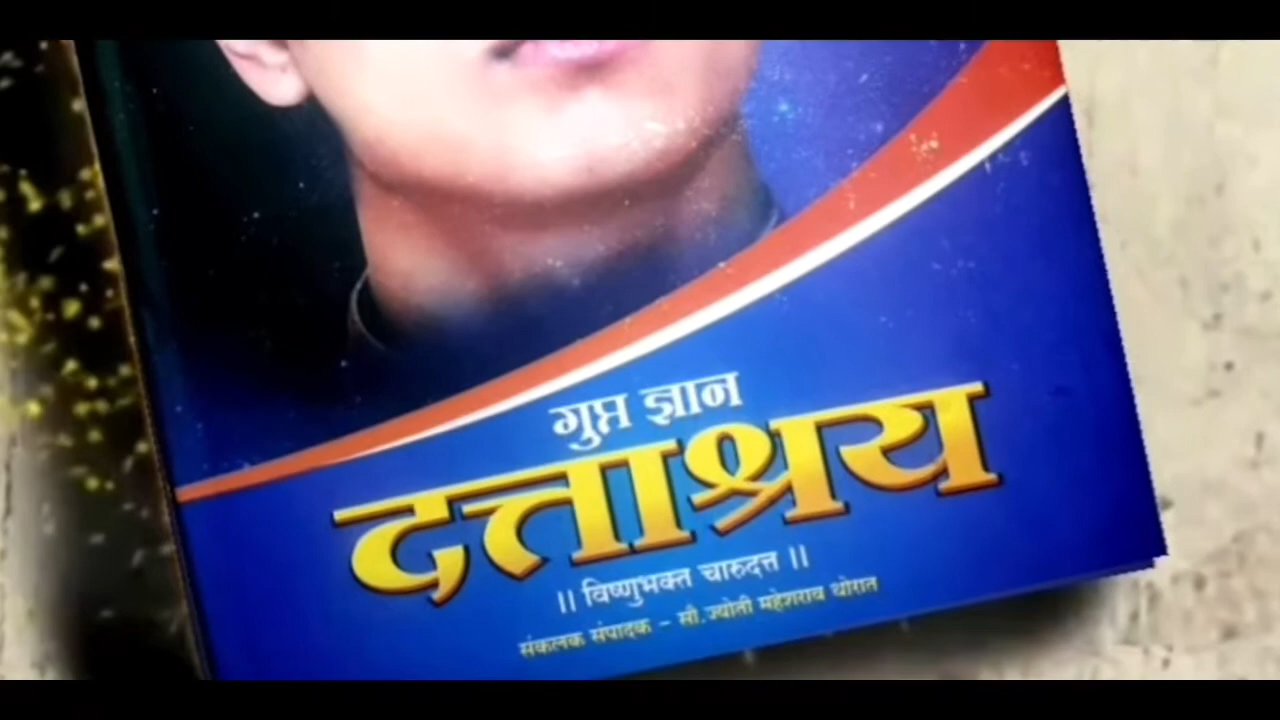 गुप्त ज्ञान
दत्ताश्रय
।। विष्णुभक्त चारुदत्त ।।
संकलक संपादक - सौ.ज्योती महेशराव थोरात